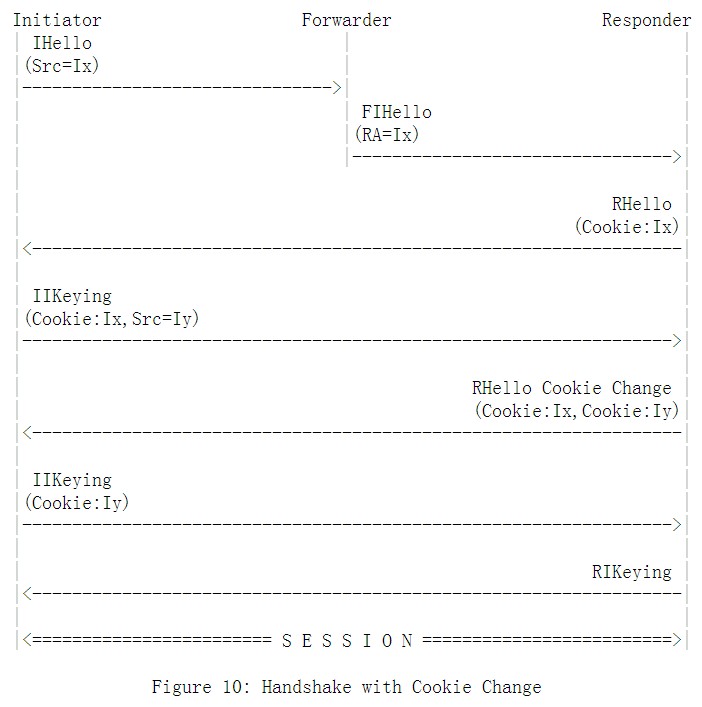 Initiator Forwarder Responder
IHello
(Src=Ix)
FIHello
(RA=Ix)
RHello
(Cookie:Ix)
IIKeying
(Cookie:Ix,Src=Iy)
RHello Cookie Change
(Cookie:Ix,Cookie:Iy)
IIKeying
(Cookie:Iy)
RIKeying
S E S S I O N
Figure 10: Handshake with Cookie Change